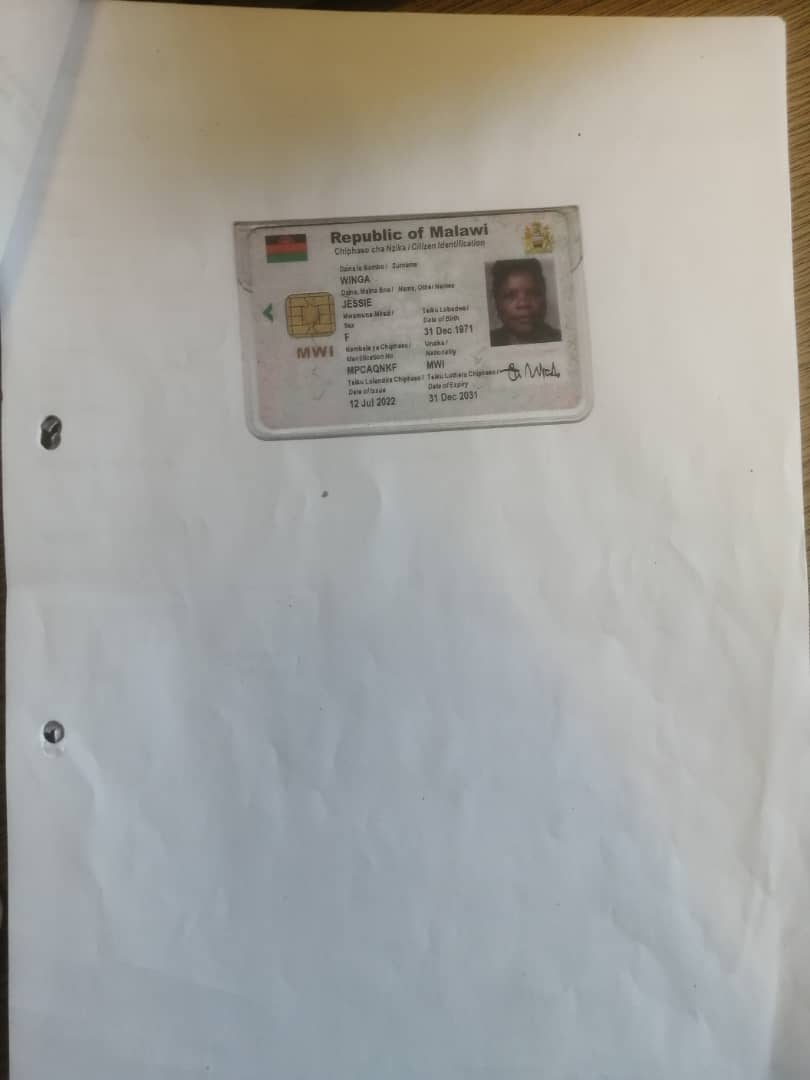 Republic of Malawi
Chiphaso cha Nzika / Citizen Identification
Dzina la Bambo / Surname
WINGA
Dzina, Maina Ena / Name, Other Names
JESSIE
Mwamuna Mkazi / Tsiku Lobadwa /
Sex Date of Birth
F 31 Dec 1971
Nambala ya Chiphaso / Unzika /
Identification No Nationality
MWI
MPCAQNKF MWI
Tsiku Lolandira Chiphaso / Tsiku Lothera Chiphaso /
Date of Issue Date of Expiry
12 Jul 2022 31 Dec 2031